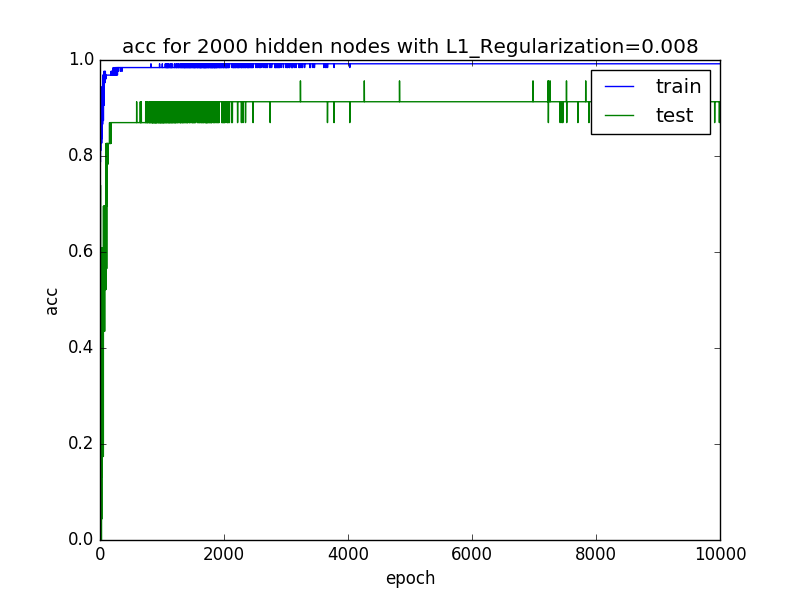 acc for 2000 hidden nodes with L1_Regularization=0.008
1.0
train
test
0.8
0.6
acc
0.4
0.2
0.0
0 2000 4000 6000 8000 10000
epoch